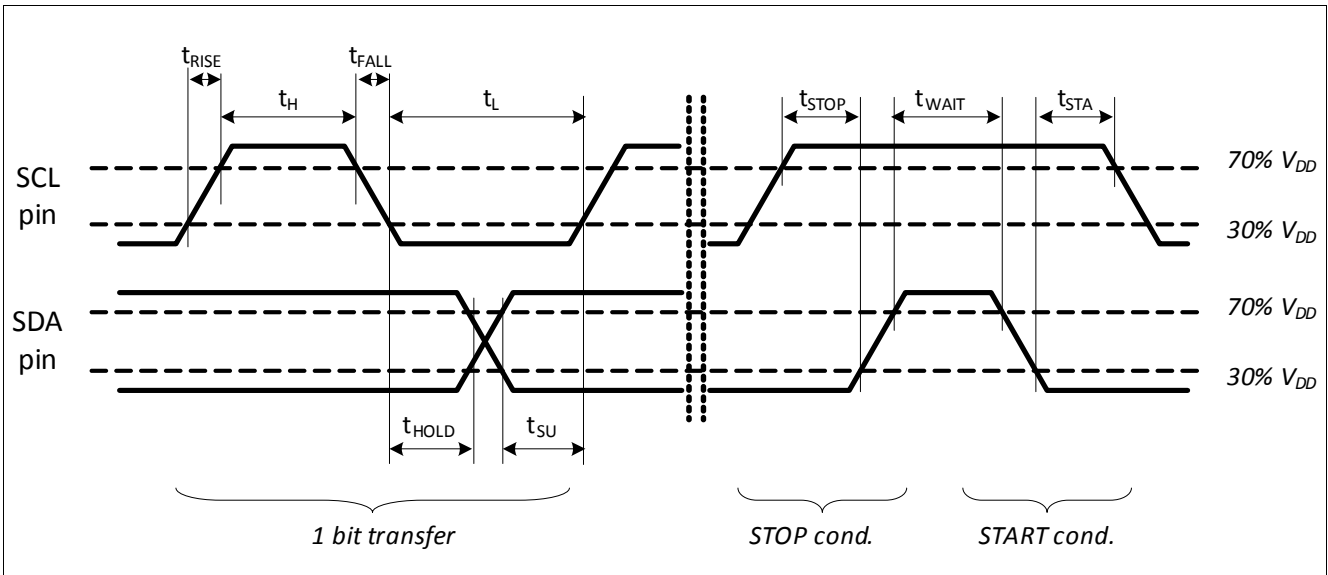 tRISE
tFALL
tH
tL
tSTOP
tWAIT
tSTA
SCL
pin
70% VDD
30% VDD
SDA
pin
70% VDD
30% VDD
tHOLD
tSU
1 bit transfer
STOP cond.
START cond.